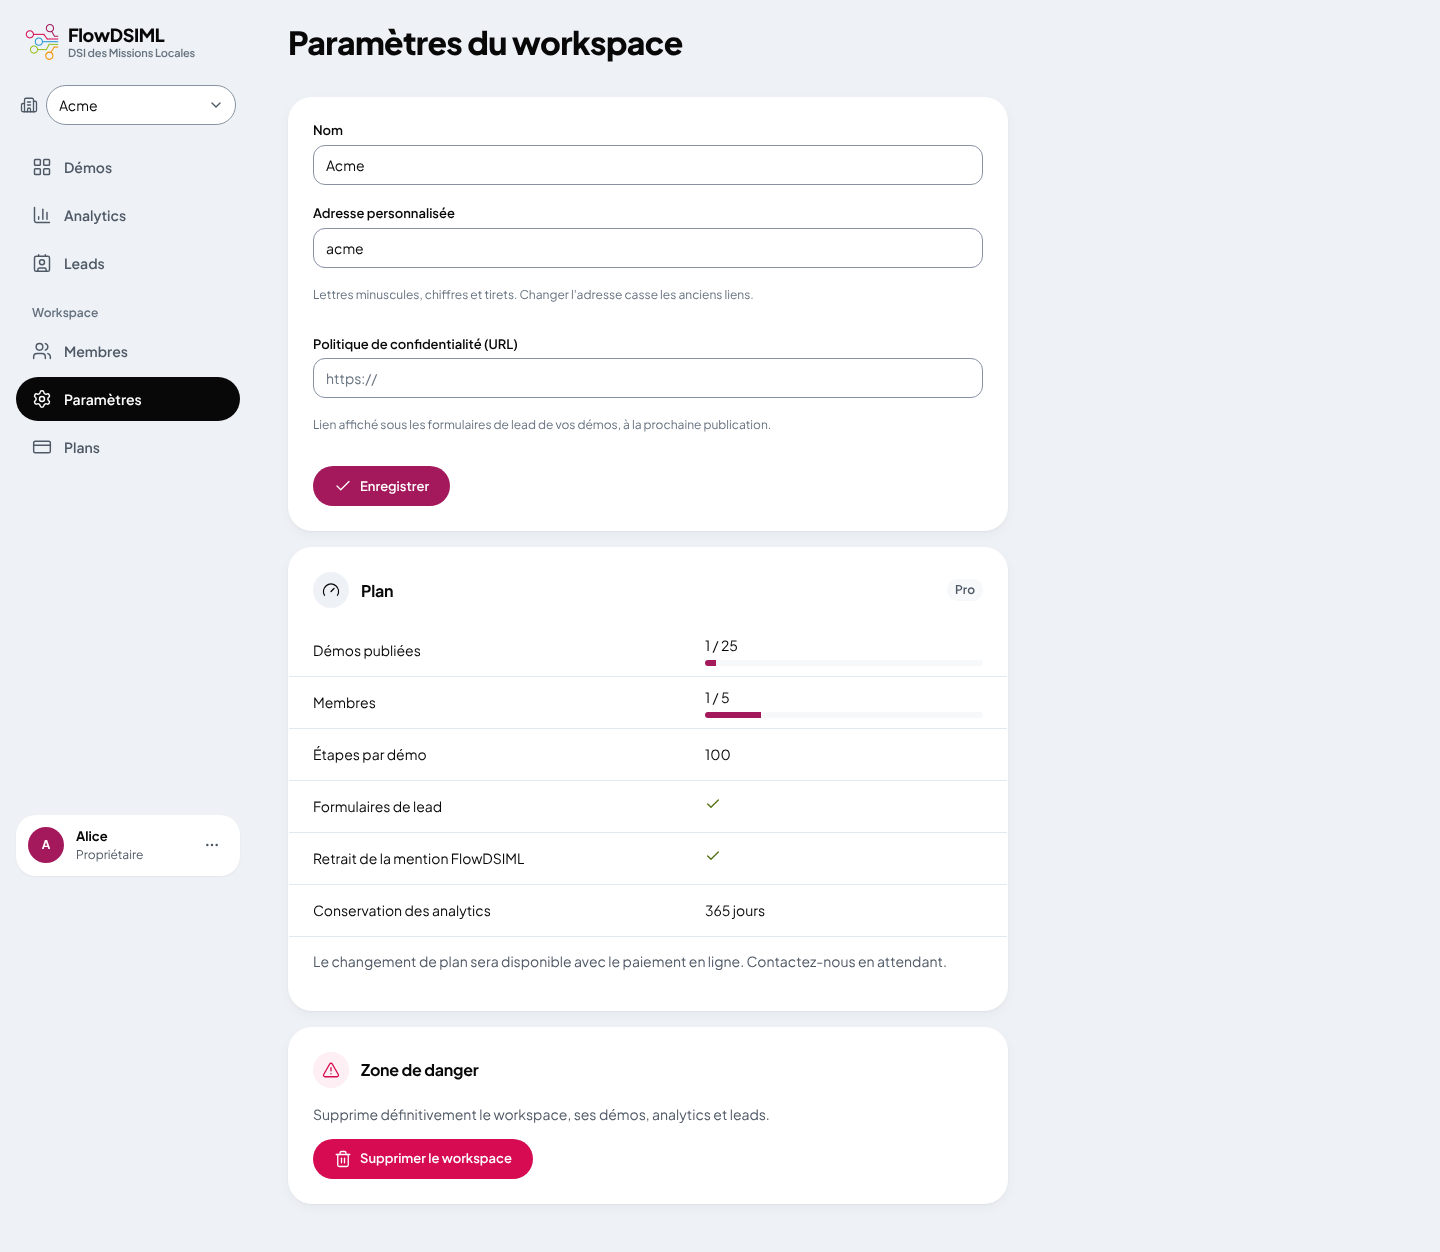 FlowDSIML
DSI des Missions Locales
Acme
Démos
Analytics
Leads
Workspace
Membres
Paramètres
Plans
A
Alice
Propriétaire
Paramètres du workspace
Nom
Acme
Adresse personnalisée
acme
Lettres minuscules, chiffres et tirets. Changer l'adresse casse les anciens liens.
Politique de confidentialité (URL)
https://
Lien affiché sous les formulaires de lead de vos démos, à la prochaine publication.
Enregistrer
Plan
Pro
Démos publiées
1 / 25
Membres
1 / 5
Étapes par démo
100
Formulaires de lead
Retrait de la mention FlowDSIML
Conservation des analytics
365 jours
Le changement de plan sera disponible avec le paiement en ligne. Contactez-nous en attendant.
Zone de danger
Supprime définitivement le workspace, ses démos, analytics et leads.
Supprimer le workspace